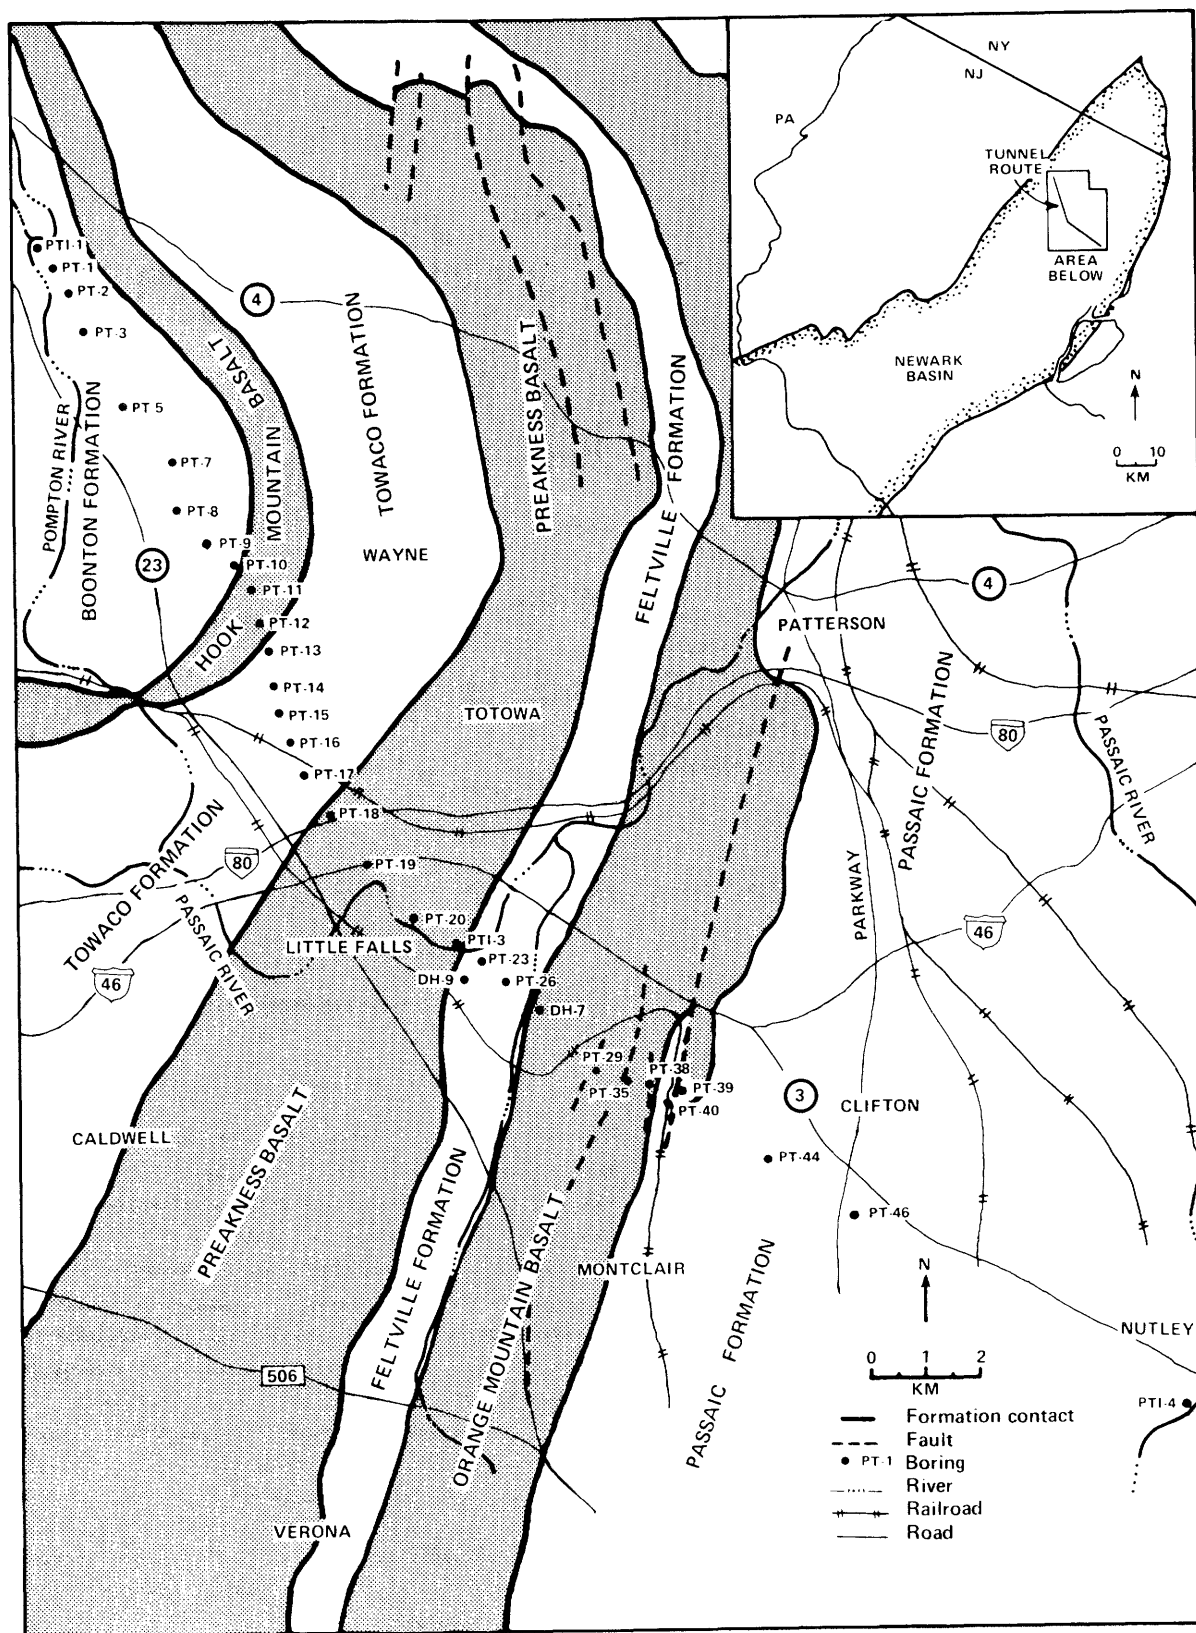 NY
NJ
PA
TUNNEL
ROUTE
AREA
BELOW
NEWARK
BASIN
N
0 10
KM
PTI-1
PT-1
PT-2
PT-3
4
PT-5
POMPTON RIVER
BOONTON FORMATION
HOOK MOUNTAIN BASALT
TOWACO FORMATION
PREAKNESS BASALT
FELTVILLE FORMATION
PT-7
PT-8
PT-9
23
PT-10
WAYNE
PT-11
4
PT-12
PATTERSON
PT-13
PT-14
PT-15
TOTOWA
PT-16
80
PASSAIC FORMATION
PASSAIC RIVER
PT-17
PT-18
80
PT-19
TOWACO FORMATION
PASSAIC RIVER
PARKWAY
PT-20
46
LITTLE FALLS
PTI-3
PT-23
46
DH-9
PT-26
DH-7
PT-29
PT-38
PT-35
PT-39
PT-40
3
CLIFTON
CALDWELL
PREAKNESS BASALT
PT-44
FELTVILLE FORMATION
PT-46
ORANGE MOUNTAIN BASALT
MONTCLAIR
PASSAIC FORMATION
N
NUTLEY
506
0 1 2
KM
PTI-4
Formation contact
Fault
PT-1 Boring
River
Railroad
Road
VERONA